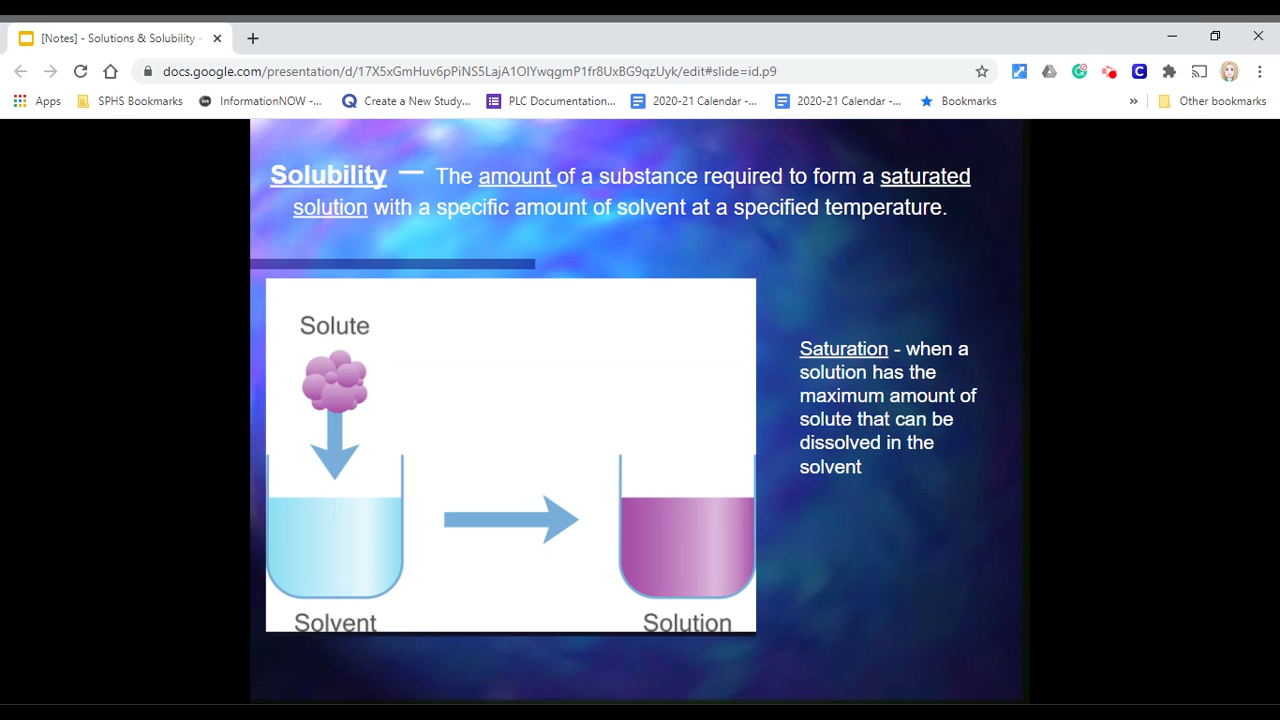 [Notes] - Solutions & Solubility -
docs.google.com/presentation/d/17X5xGmHuv6pPiNS5LajA1OIYwqgmP1fr8UxBG9qzUyk/edit#slide=id.p9
Apps SPHS Bookmarks InformationNOW -... Create a New Study... PLC Documentation... 2020-21 Calendar -... 2020-21 Calendar -... Bookmarks » Other bookmarks
Solubility — The amount of a substance required to form a saturated
solution with a specific amount of solvent at a specified temperature.
Solute
Solvent
Solution
Saturation - when a
solution has the
maximum amount of
solute that can be
dissolved in the
solvent